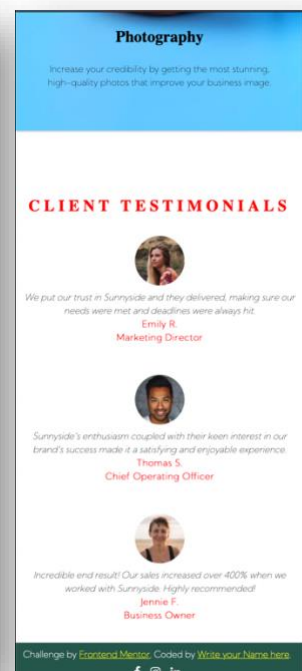 Photography
Increase your credibility by getting the most stunning,
high-quality photos that improve your business image.
CLIENT TESTIMONIALS
We put our trust in Sunnyside and they delivered, making sure our
needs were met and deadlines were always hit.
Emily R.
Marketing Director
Sunnyside's enthusiasm coupled with their keen interest in our
brand's success made it a satisfying and enjoyable experience.
Thomas S.
Chief Operating Officer
Incredible end result! Our sales increased over 400% when we
worked with Sunnyside. Highly recommended!
Jennie F.
Business Owner
Challenge by Frontend Mentor. Coded by Write your Name here.